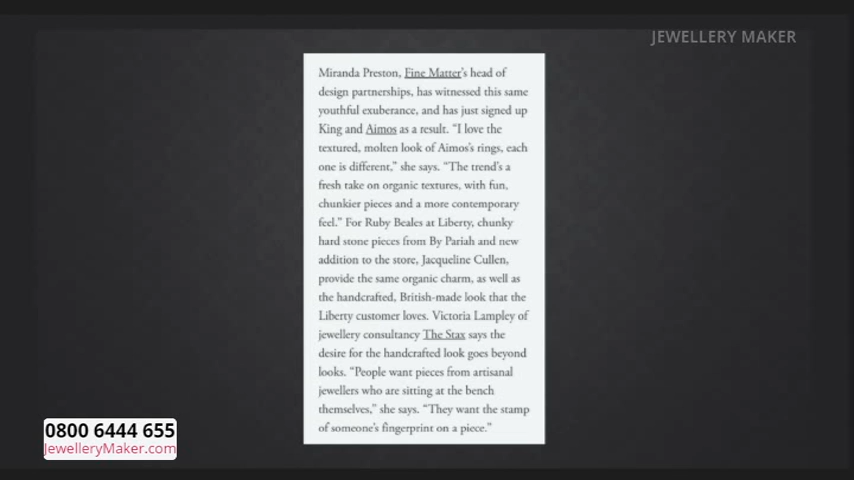 JEWELLERY MAKER
Miranda Preston, Fine Matter's head of
design partnerships, has witnessed this same
youthful exuberance, and has just signed up
King and Aimos as a result. “I love the
textured, molten look of Aimos's rings, each
one is different,” she says. “The trend's a
fresh take on organic textures, with fun,
chunkier pieces and a more contemporary
feel.” For Ruby Beales at Liberty, chunky
hard stone pieces from By Pariah and new
addition to the store, Jacqueline Cullen,
provide the same organic charm, as well as
the handcrafted, British-made look that the
Liberty customer loves. Victoria Lampley of
jewellery consultancy The Stax says the
desire for the handcrafted look goes beyond
looks. “People want pieces from artisanal
jewellers who are sitting at the bench
themselves,” she says. “They want the stamp
of someone's fingerprint on a piece.”
0800 6444 655
JewelleryMaker.com